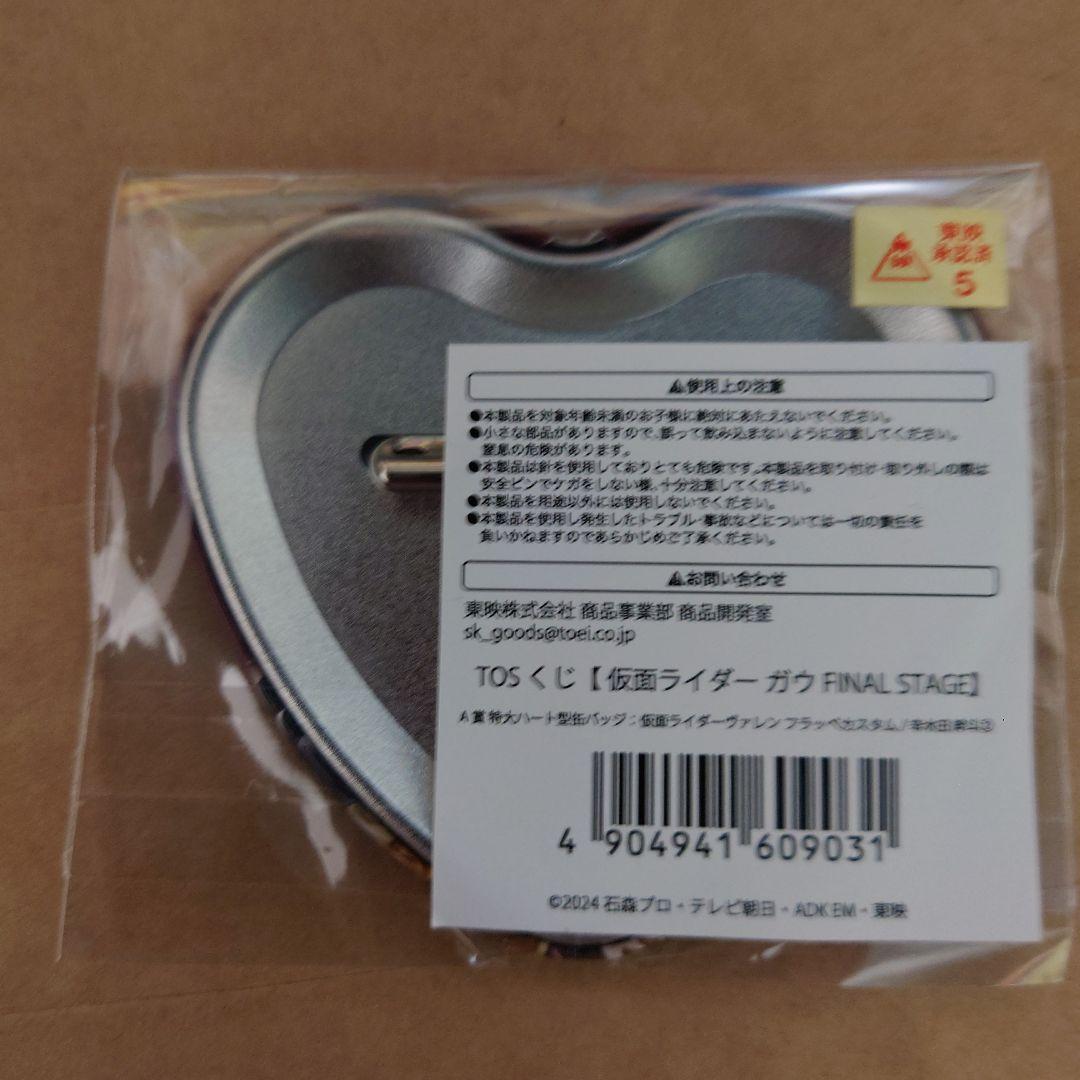 東映
承認済
5
⚠使用上の注意
●本製品を対象年齢未満のお子様に絶対にあたえないでください。
●小さな部品がありますので、誤って飲み込まないように注意してください。
窒息の危険があります。
●本製品は針を使用しておりとても危険です。本製品を取り付け・取り外しの際は
安全ピンでケガをしない様、十分注意してください。
●本製品を用途以外には使用しないでください。
●本製品を使用し発生したトラブル・事故などについては一切の責任を
負いかねますのであらかじめご了承ください。
⚠お問い合わせ
東映株式会社 商品事業部 商品開発室
sk_goods@toei.co.jp
TOSくじ【仮面ライダー ガウ FINAL STAGE】
A賞 特大ハート型缶バッジ：仮面ライダーヴァレン フラッペカスタム / 辛木田絆斗②
4 904941 609031
©2024 石森プロ・テレビ朝日・ADK EM・東映